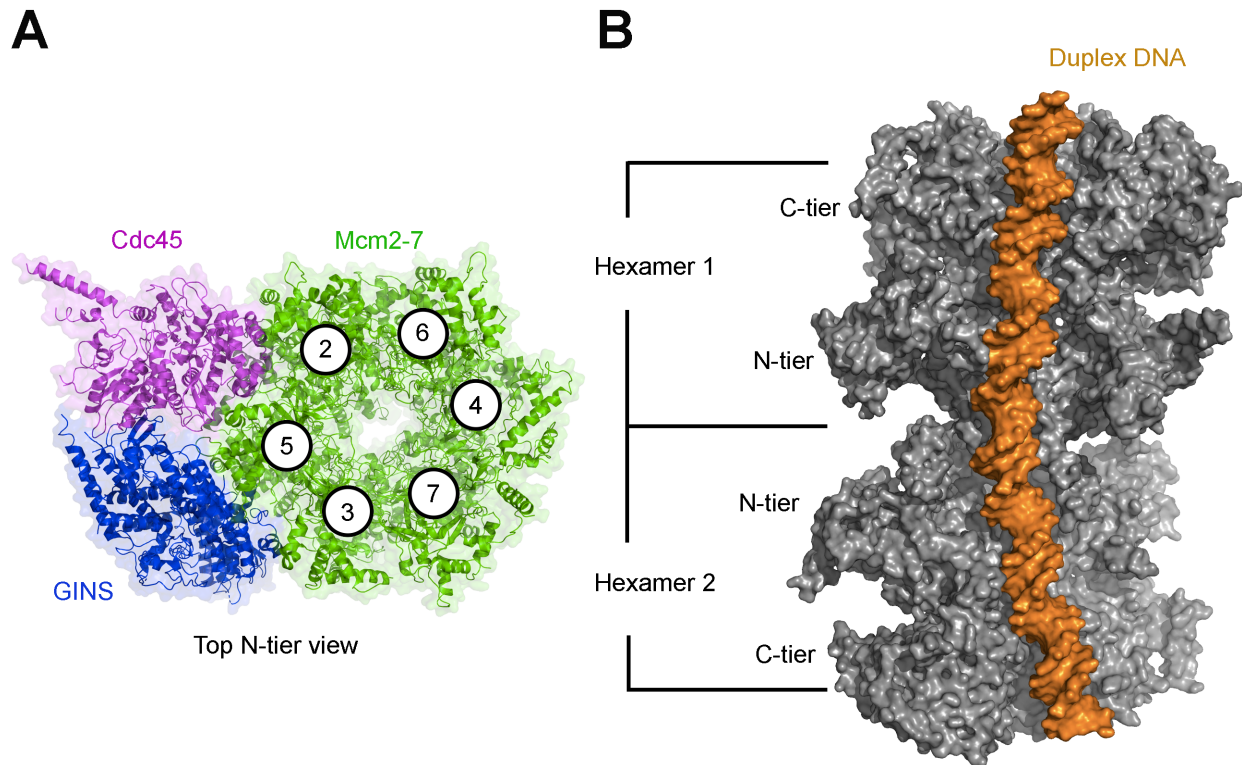 A
Cdc45
Mcm2-7
2
6
4
5
7
3
GINS
Top N-tier view
B
Duplex DNA
C-tier
Hexamer 1
N-tier
N-tier
Hexamer 2
C-tier